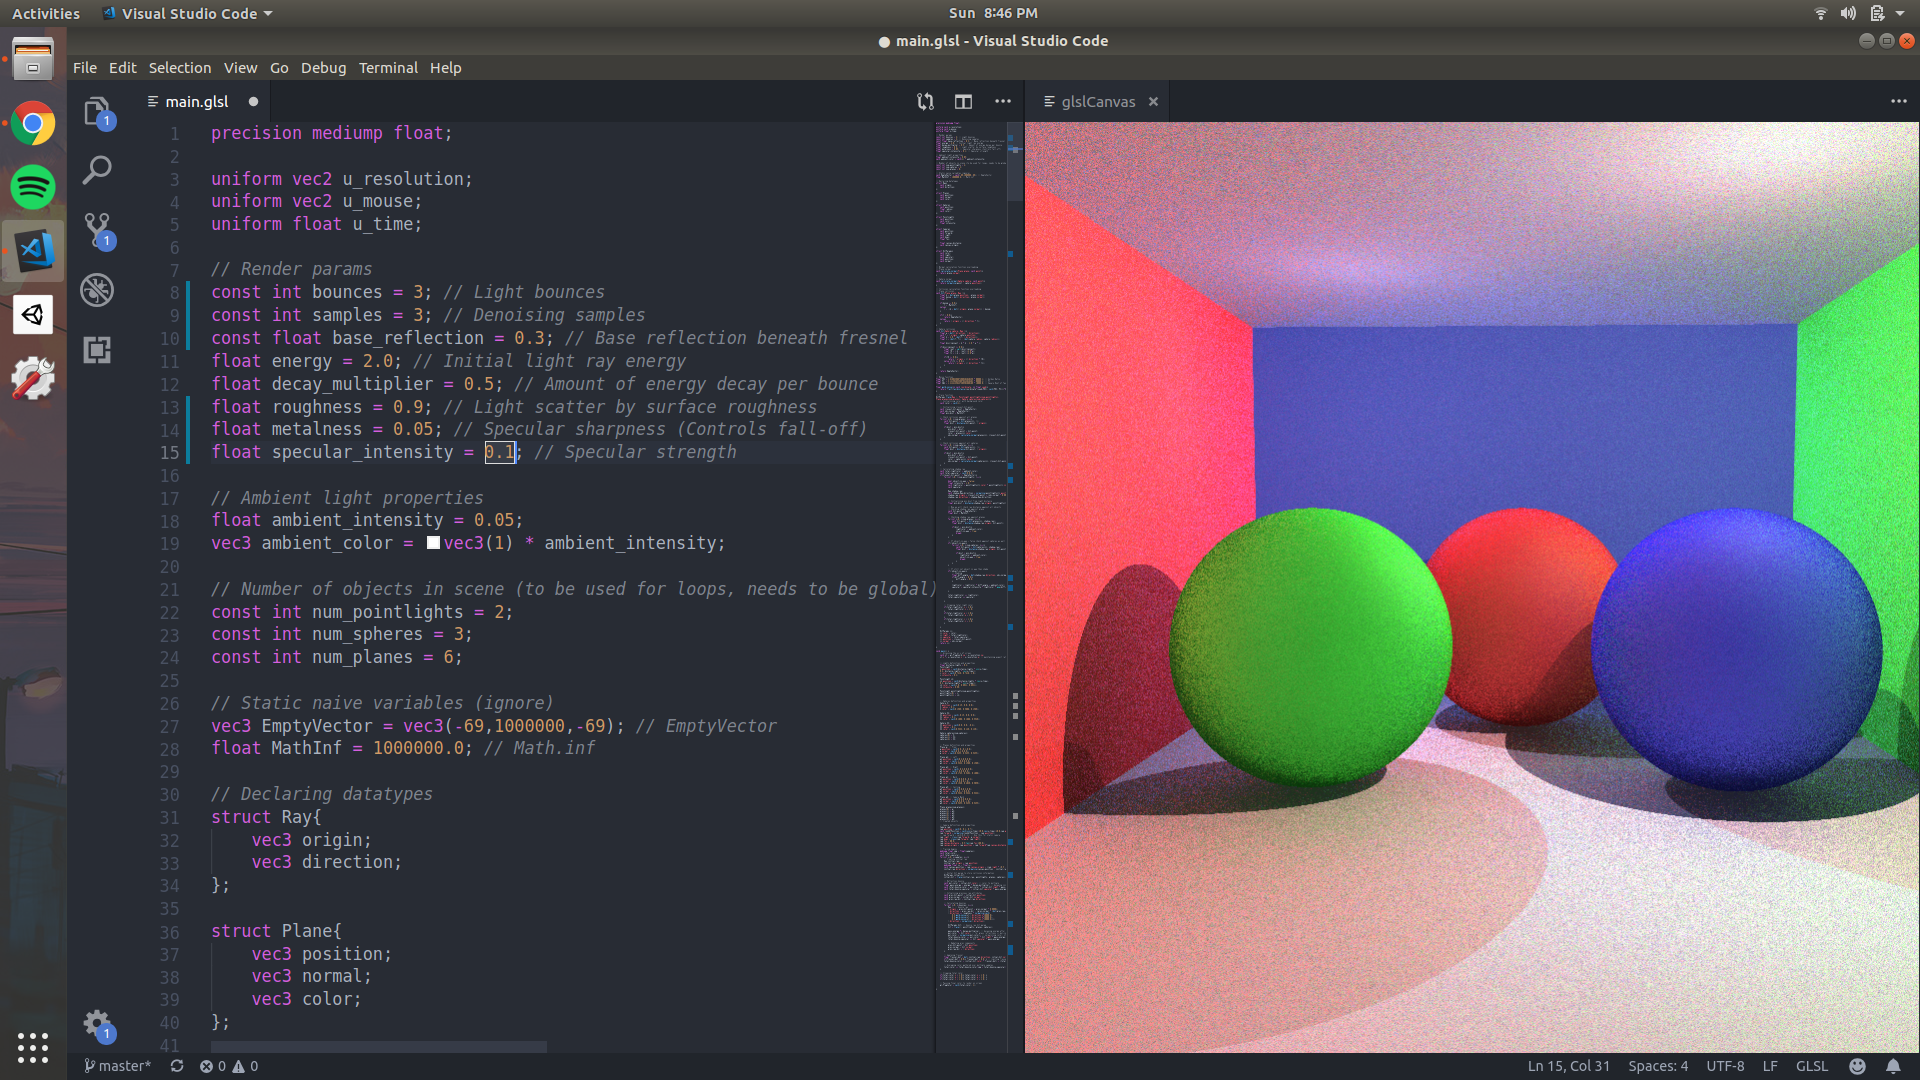 Activities
Visual Studio Code
Sun 8:46 PM
main.glsl - Visual Studio Code
File Edit Selection View Go Debug Terminal Help
main.glsl
glslCanvas
1 precision mediump float;
2
3 uniform vec2 u_resolution;
4 uniform vec2 u_mouse;
5 uniform float u_time;
6
7 // Render params
8 const int bounces = 3; // Light bounces
9 const int samples = 3; // Denoising samples
10 const float base_reflection = 0.3; // Base reflection beneath fresnel
11 float energy = 2.0; // Initial light ray energy
12 float decay_multiplier = 0.5; // Amount of energy decay per bounce
13 float roughness = 0.9; // Light scatter by surface roughness
14 float metalness = 0.05; // Specular sharpness (Controls fall-off)
15 float specular_intensity = 0.1; // Specular strength
16
17 // Ambient light properties
18 float ambient_intensity = 0.05;
19 vec3 ambient_color = vec3(1) * ambient_intensity;
20
21 // Number of objects in scene (to be used for loops, needs to be global)
22 const int num_pointlights = 2;
23 const int num_spheres = 3;
24 const int num_planes = 6;
25
26 // Static naive variables (ignore)
27 vec3 EmptyVector = vec3(-69,1000000,-69); // EmptyVector
28 float MathInf = 1000000.0; // Math.inf
29
30 // Declaring datatypes
31 struct Ray{
32 vec3 origin;
33 vec3 direction;
34 };
35
36 struct Plane{
37 vec3 position;
38 vec3 normal;
39 vec3 color;
40 };
41
1
1
1
master* 0 0
Ln 15, Col 31 Spaces: 4 UTF-8 LF GLSL